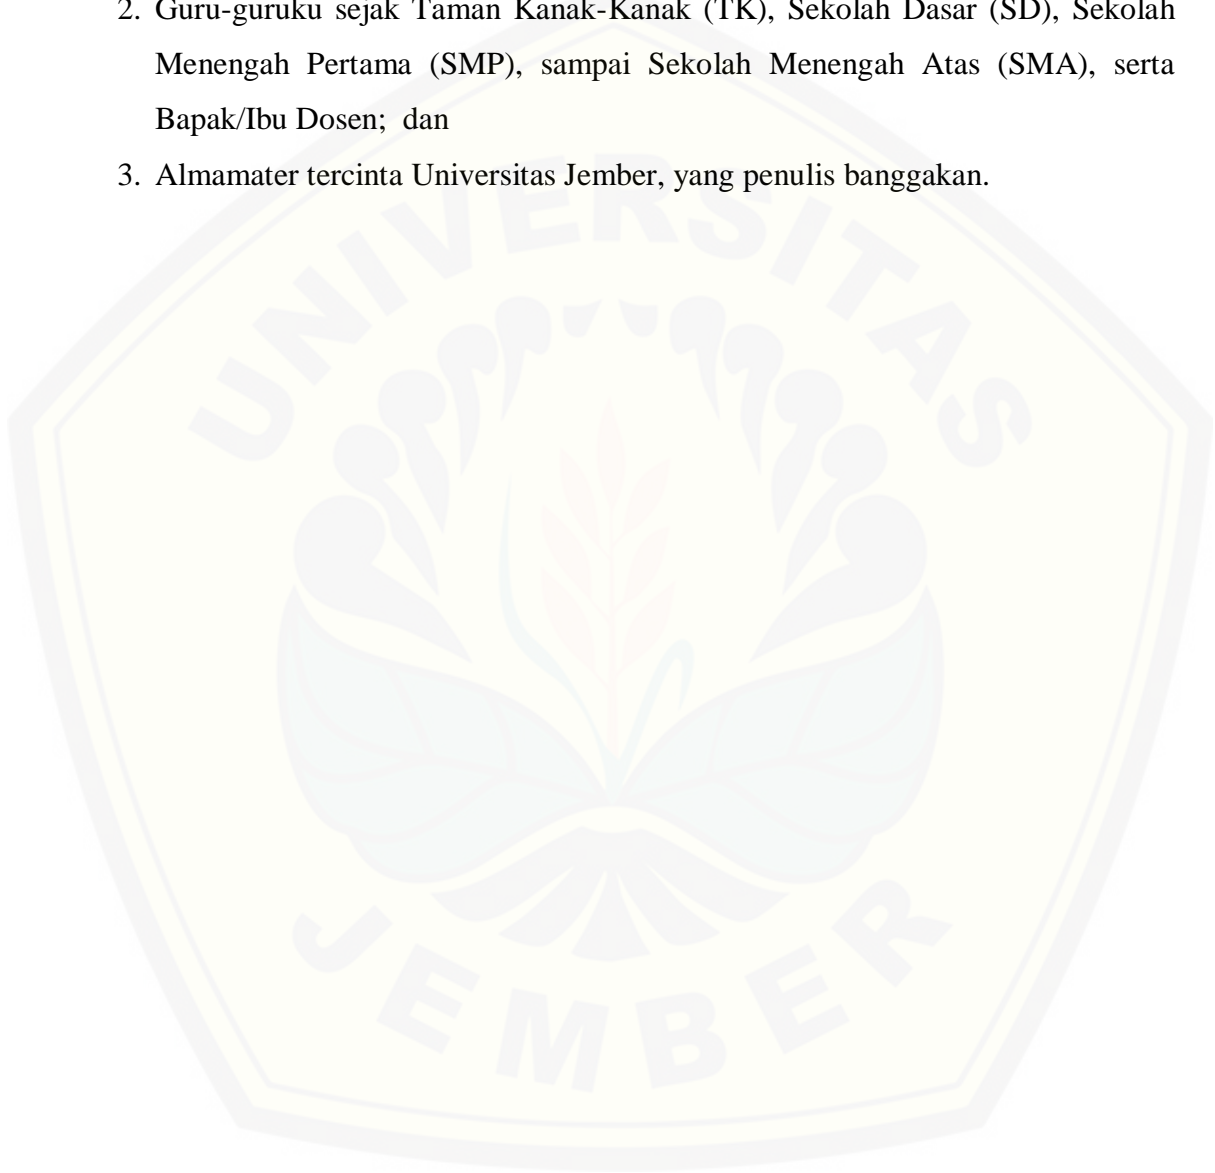 2. Guru-guruku sejak Taman Kanak-Kanak (TK), Sekolah Dasar (SD), Sekolah
Menengah Pertama (SMP), sampai Sekolah Menengah Atas (SMA), serta
Bapak/Ibu Dosen; dan
3. Almamater tercinta Universitas Jember, yang penulis banggakan.
UNIVERSITAS
JEMBER